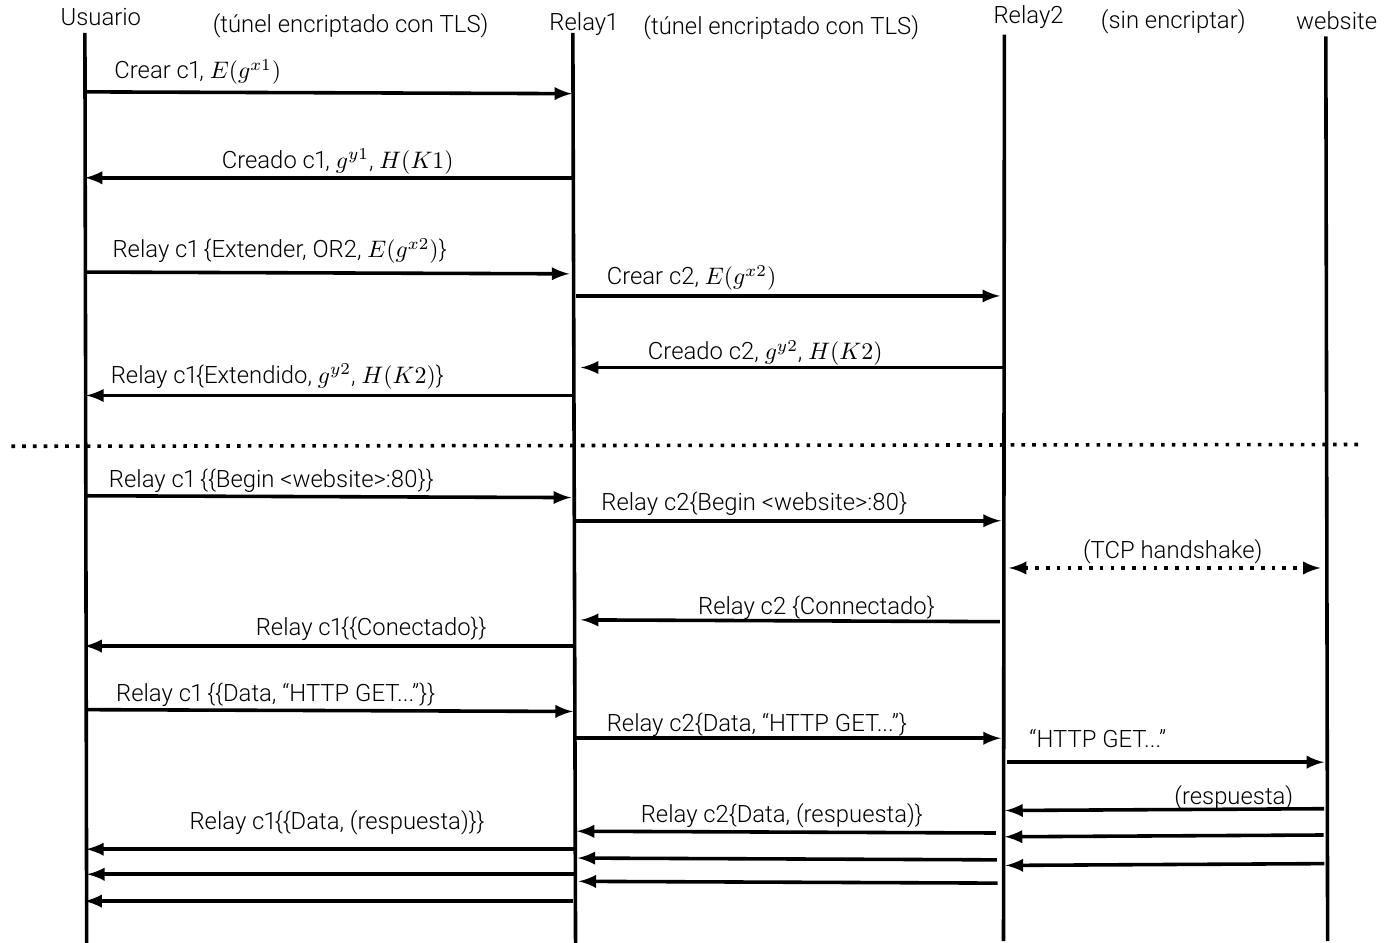 Usuario (túnel encriptado con TLS) Relay1 (túnel encriptado con TLS) Relay2 (sin encriptar) website
Crear c1, E(g^{x1})
Creado c1, g^{y1}, H(K1)
Relay c1 {Extender, OR2, E(g^{x2})}
Crear c2, E(g^{x2})
Creado c2, g^{y2}, H(K2)
Relay c1{Extendido, g^{y2}, H(K2)}
Relay c1 {{Begin <website>:80}}
Relay c2{Begin <website>:80}
(TCP handshake)
Relay c2 {Connectado}
Relay c1{{Conectado}}
Relay c1 {{Data, “HTTP GET...”}}
Relay c2{Data, “HTTP GET...”}
“HTTP GET...”
(respuesta)
Relay c2{Data, (respuesta)}
Relay c1{{Data, (respuesta)}}